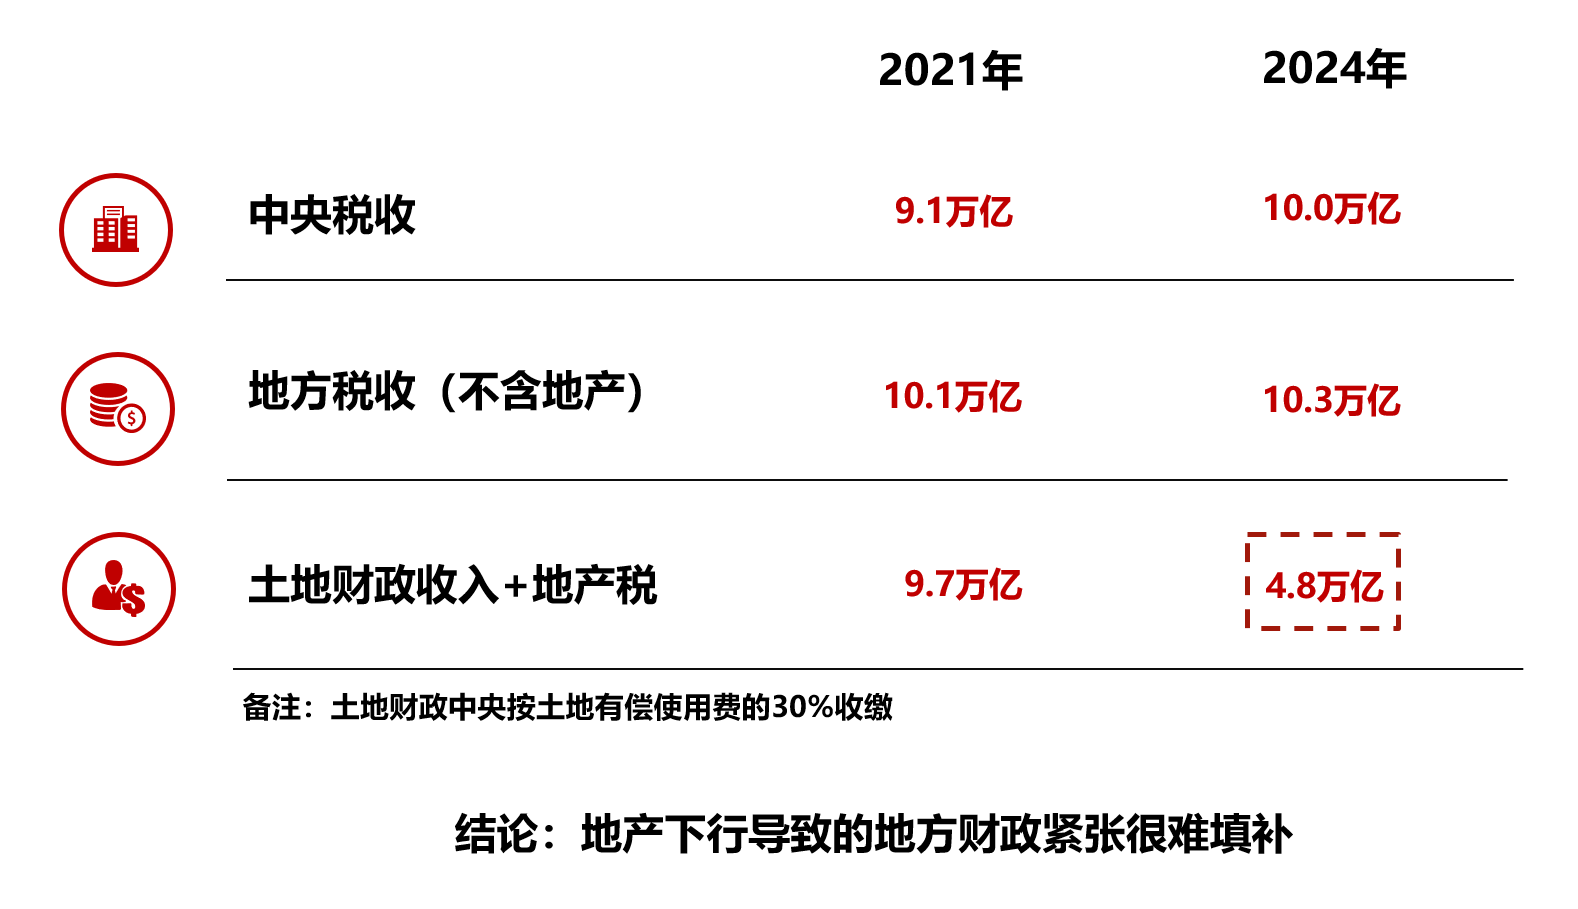 2021年 2024年
中央税收 9.1万亿 10.0万亿
地方税收（不含地产） 10.1万亿 10.3万亿
土地财政收入+地产税 9.7万亿 4.8万亿
备注：土地财政中央按土地有偿使用费的30%收缴
结论：地产下行导致的地方财政紧张很难填补